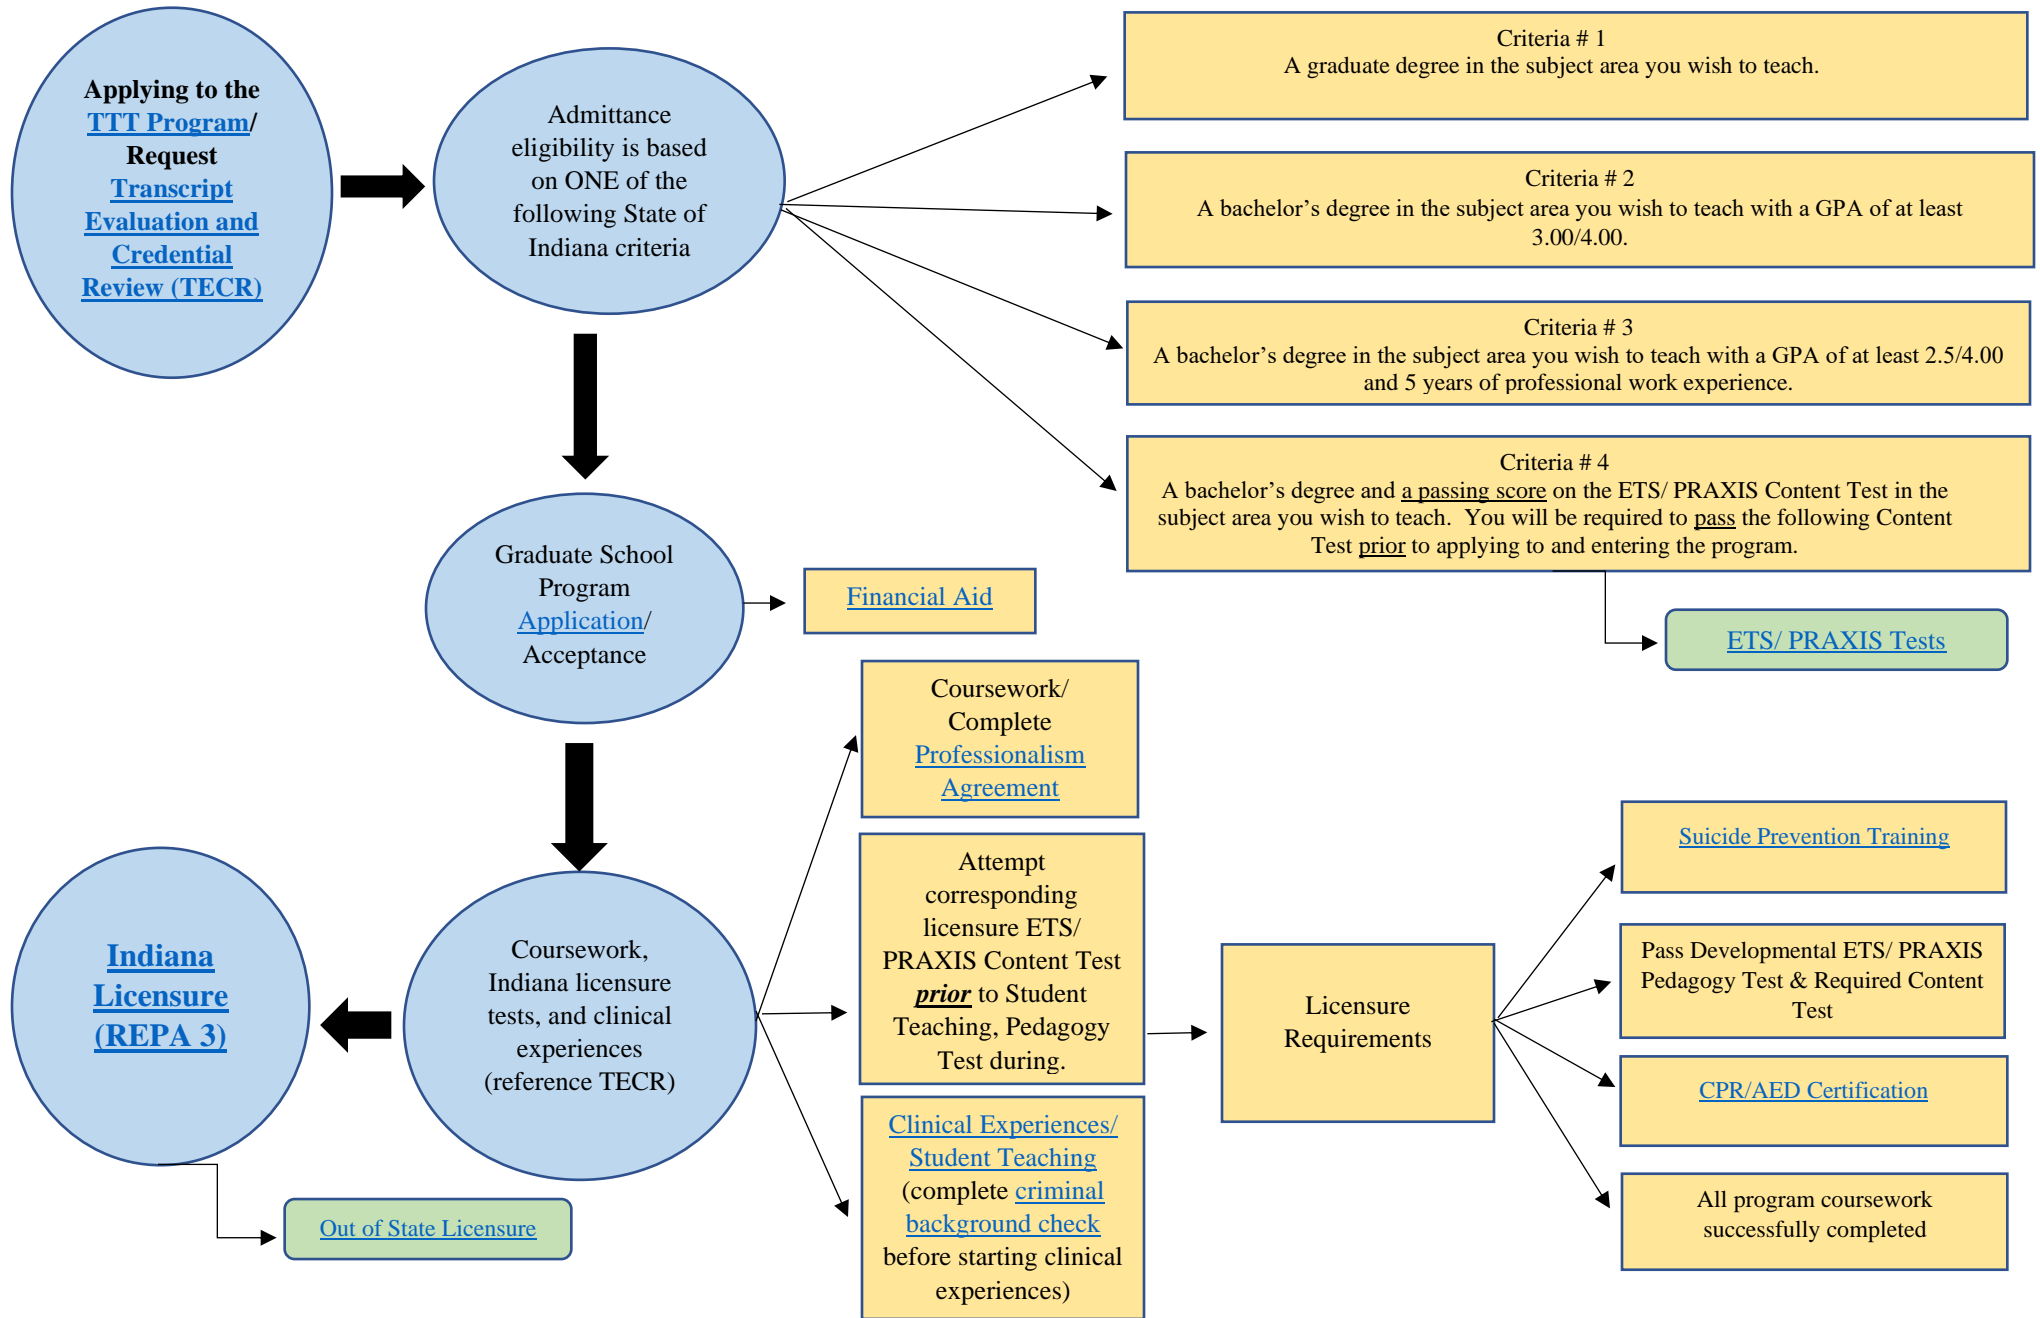 Applying to the
TTT Program/
Request
Transcript
Evaluation and
Credential
Review (TECR)
Admittance
eligibility is based
on ONE of the
following State of
Indiana criteria
Criteria # 1
A graduate degree in the subject area you wish to teach.
Criteria # 2
A bachelor’s degree in the subject area you wish to teach with a GPA of at least
3.00/4.00.
Criteria # 3
A bachelor’s degree in the subject area you wish to teach with a GPA of at least 2.5/4.00
and 5 years of professional work experience.
Criteria # 4
A bachelor’s degree and a passing score on the ETS/ PRAXIS Content Test in the
subject area you wish to teach. You will be required to pass the following Content
Test prior to applying to and entering the program.
ETS/ PRAXIS Tests
Graduate School
Program
Application/
Acceptance
Financial Aid
Coursework,
Indiana licensure
tests, and clinical
experiences
(reference TECR)
Coursework/
Complete
Professionalism
Agreement
Attempt
corresponding
licensure ETS/
PRAXIS Content Test
prior to Student
Teaching, Pedagogy
Test during.
Clinical Experiences/
Student Teaching
(complete criminal
background check
before starting clinical
experiences)
Licensure
Requirements
Suicide Prevention Training
Pass Developmental ETS/ PRAXIS
Pedagogy Test & Required Content
Test
CPR/AED Certification
All program coursework
successfully completed
Indiana
Licensure
(REPA 3)
Out of State Licensure